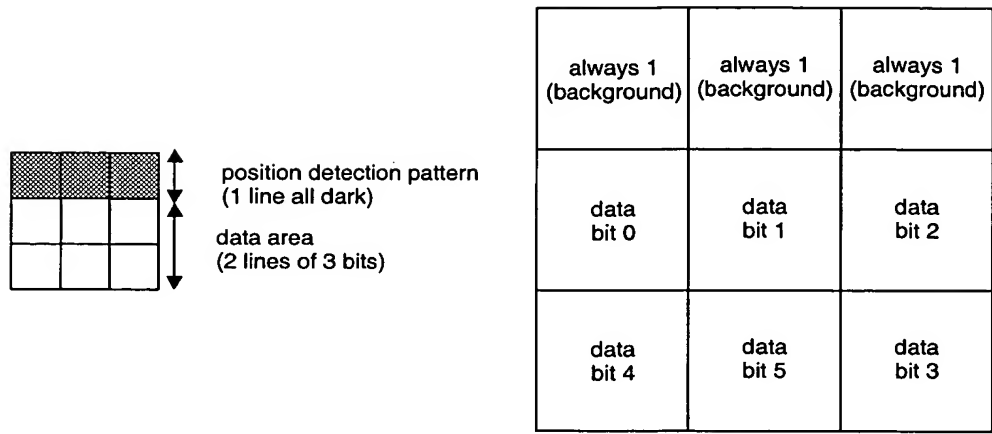 position detection pattern
(1 line all dark)
data area
(2 lines of 3 bits)
always 1
(background)
always 1
(background)
always 1
(background)
data
bit 0
data
bit 1
data
bit 2
data
bit 4
data
bit 5
data
bit 3